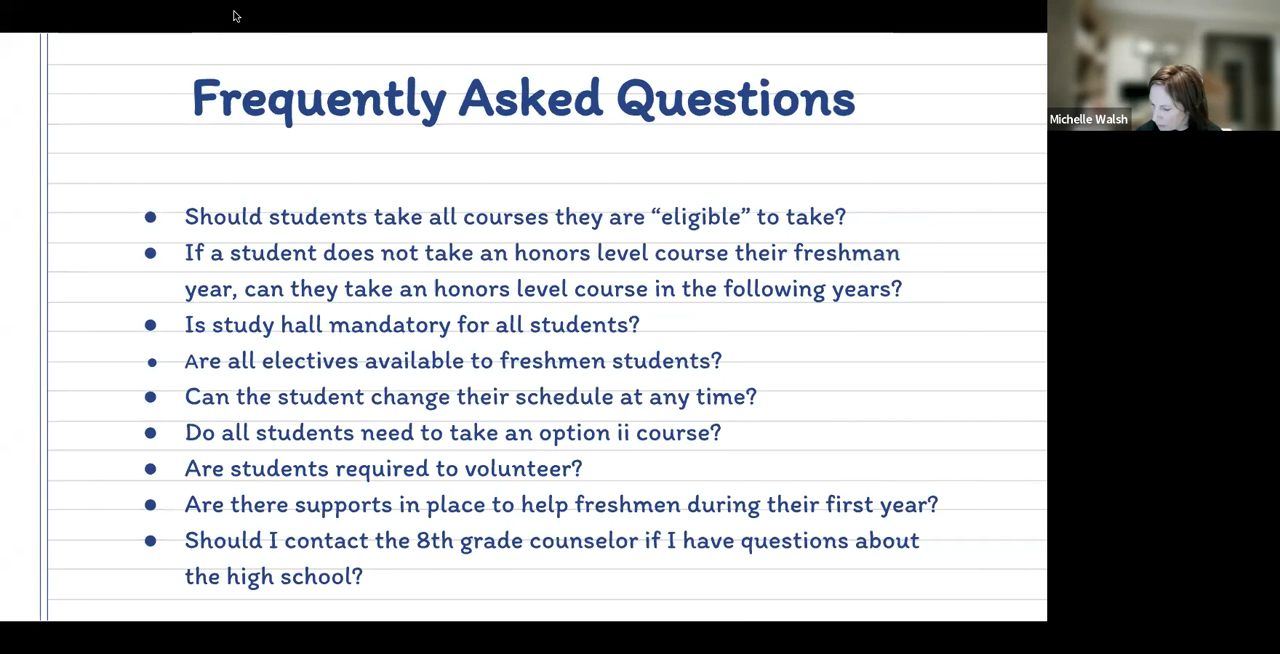 Frequently Asked Questions
Michelle Walsh
● Should students take all courses they are “eligible” to take?
● If a student does not take an honors level course their freshman
year, can they take an honors level course in the following years?
● Is study hall mandatory for all students?
● Are all electives available to freshmen students?
● Can the student change their schedule at any time?
● Do all students need to take an option ii course?
● Are students required to volunteer?
● Are there supports in place to help freshmen during their first year?
● Should I contact the 8th grade counselor if I have questions about
the high school?